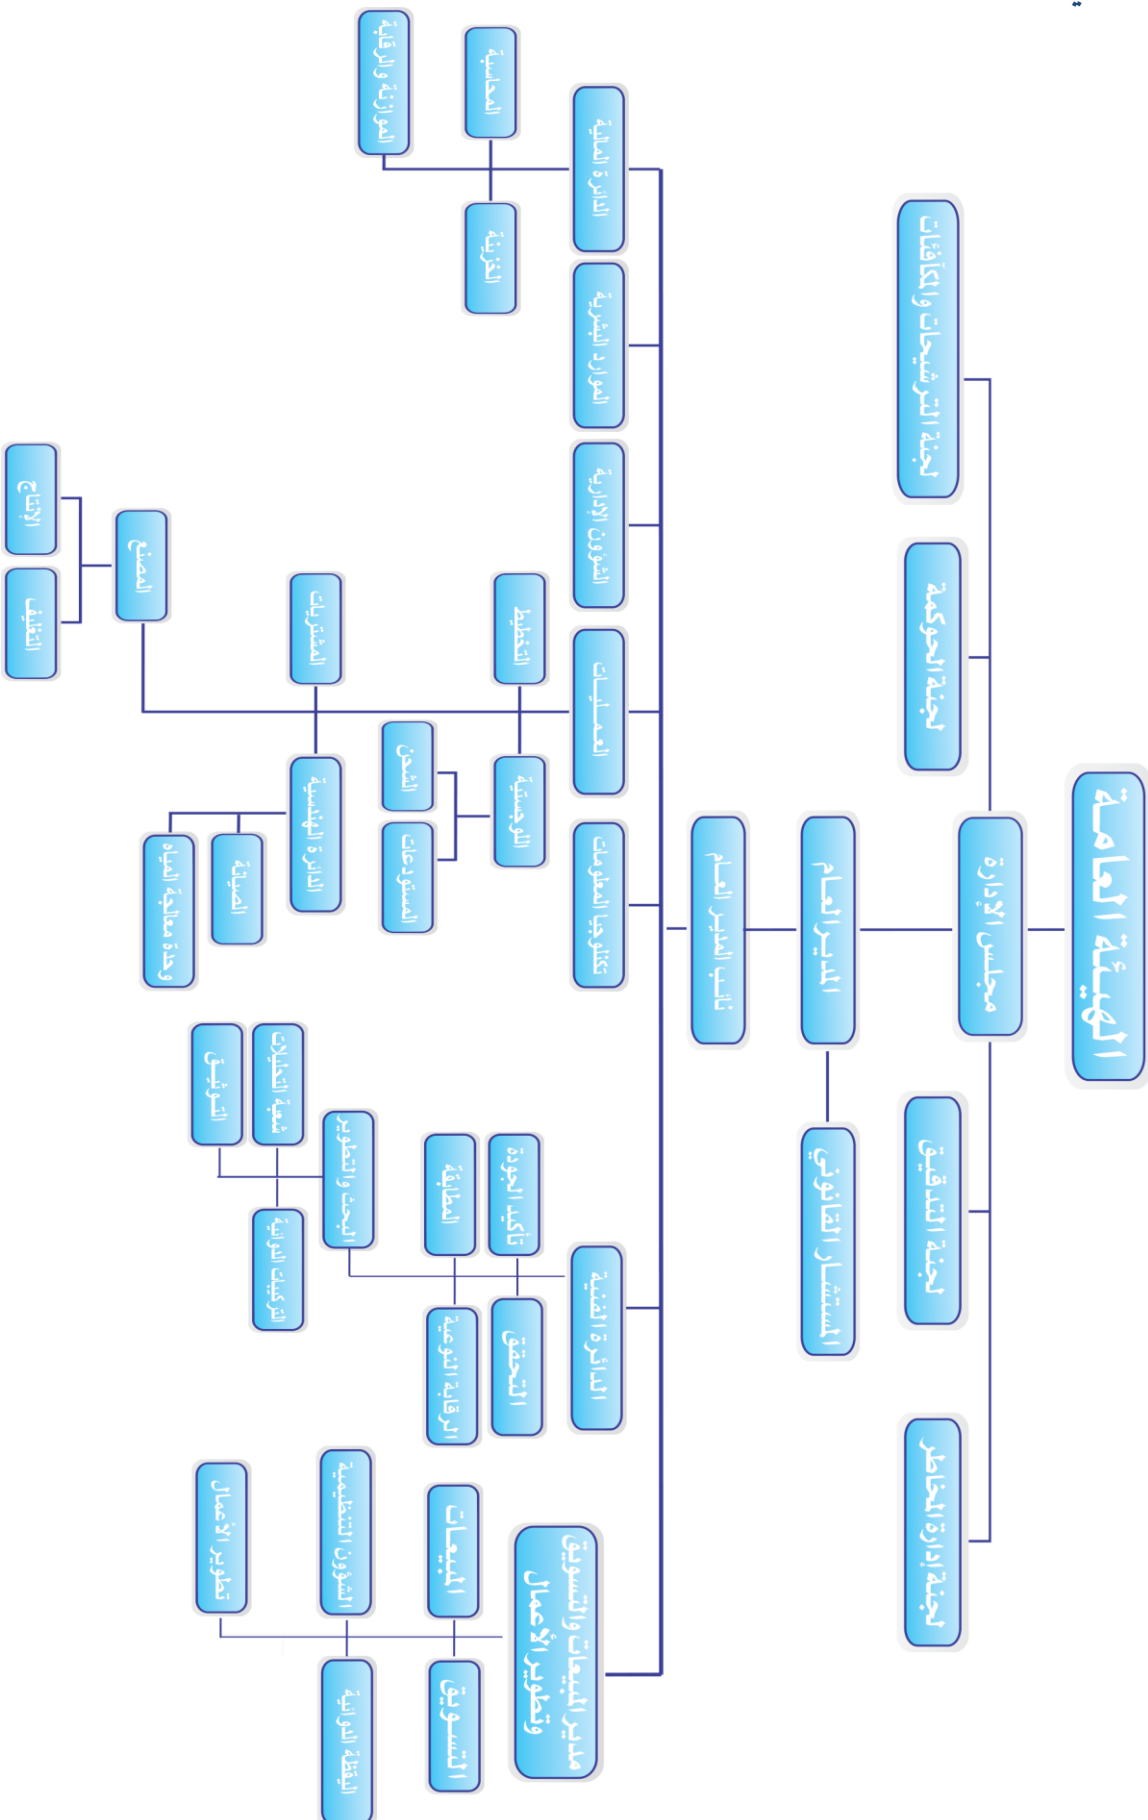 الهيئة العامة
مجلس الإدارة
لجنة الترشيحات والمكافئات
لجنة الحوكمة
لجنة التدقيق
لجنة إدارة المخاطر
المدير العام
المستشار القانوني
نائب المدير العام
الدائرة المالية
الموارد البشرية
الشؤون الإدارية
العمليات
تكنلوجيا المعلومات
الدائرة الفنية
مدير المبيعات والتسويق
وتطوير الأعمال
المحاسبة
الخزينة
الموازنة والرقابة
التخطيط
اللوجستية
الشحن
المستودعات
المشتريات
الدائرة الهندسية
الصيانة
وحدة معالجة المياه
المصنع
الإنتاج
التغليف
تأكيد الجودة
التحقق
المطابقة
الرقابة النوعية
البحث والتطوير
شعبة التحليلات
التركيبات الدوائية
التوثيق
المبيعات
التسويق
الشؤون التنظيمية
اليقظة الدوائية
تطوير الأعمال